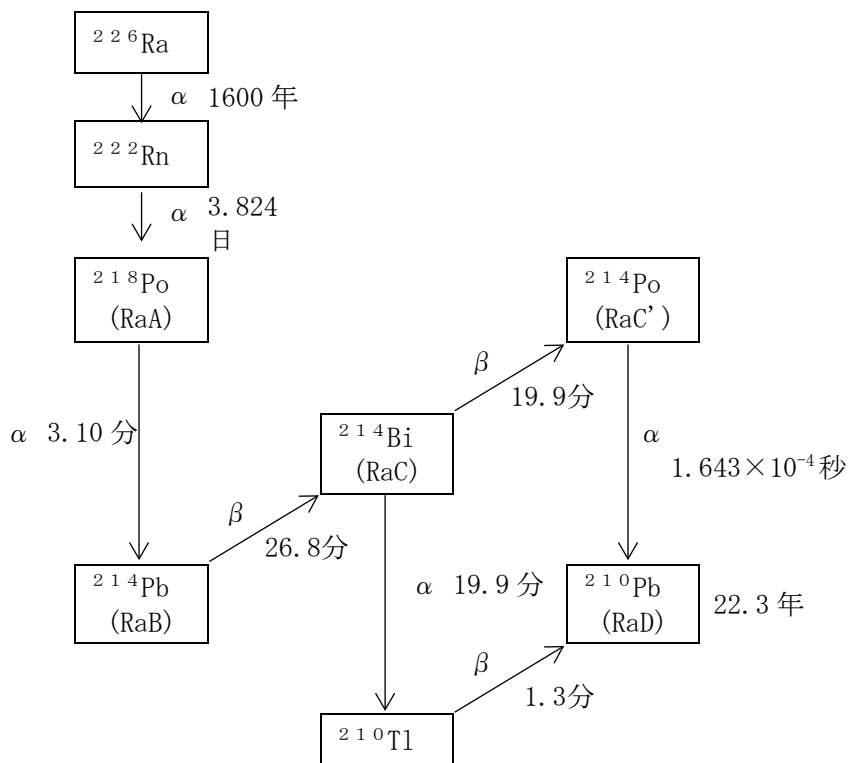 ²²⁶Ra
α 1600 年
²²²Rn
α 3.824
日
²¹⁸Po
(RaA)
²¹⁴Po
(RaC’)
β
19.9分
α 3.10 分
²¹⁴Bi
(RaC)
α
1.643×10⁻⁴秒
β
26.8分
²¹⁴Pb
(RaB)
α 19.9 分
²¹⁰Pb
(RaD)
22.3 年
β
1.3分
²¹⁰Tl